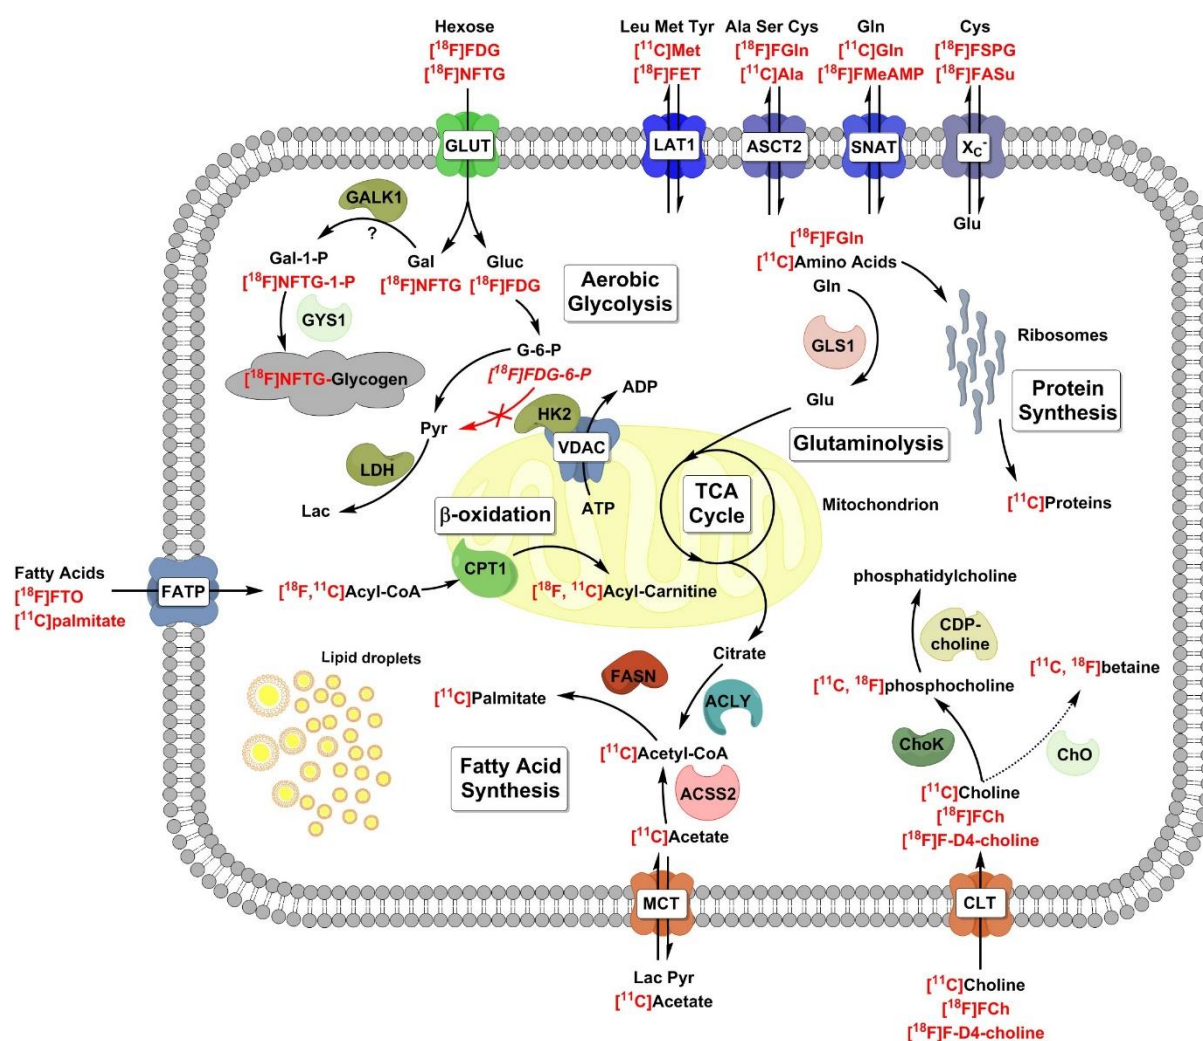 Hexose
[18F]FDG
[18F]NFTG
Leu Met Tyr
[11C]Met
[18F]FET
Ala Ser Cys
[18F]FGln
[11C]Ala
Gln
[11C]Gln
[18F]FMeAMP
Cys
[18F]FSPG
[18F]FASu
GLUT
LAT1
ASCT2
SNAT
XC-
GALK1
?
Glu
Gal-1-P
[18F]NFTG-1-P
Gal
[18F]NFTG
Gluc
[18F]FDG
Aerobic
Glycolysis
[18F]FGln
[11C]Amino Acids
Gln
GYS1
GLS1
Ribosomes
G-6-P
[18F]FDG-6-P
[18F]NFTG-Glycogen
ADP
HK2
VDAC
ATP
Glu
Protein
Synthesis
Pyr
LDH
Lac
Glutaminolysis
TCA
Cycle
β-oxidation
Mitochondrion
[11C]Proteins
Fatty Acids
[18F]FTO
[11C]palmitate
FATP
[18F,11C]Acyl-CoA
CPT1
[18F, 11C]Acyl-Carnitine
phosphatidylcholine
CDP-
choline
Lipid droplets
FASN
Citrate
ACLY
[11C]Palmitate
[11C, 18F]phosphocholine
[11C, 18F]betaine
ChoK
ChO
Fatty Acid
Synthesis
[11C]Acetyl-CoA
ACSS2
[11C]Acetate
[11C]Choline
[18F]FCh
[18F]F-D4-choline
MCT
CLT
Lac Pyr
[11C]Acetate
[11C]Choline
[18F]FCh
[18F]F-D4-choline